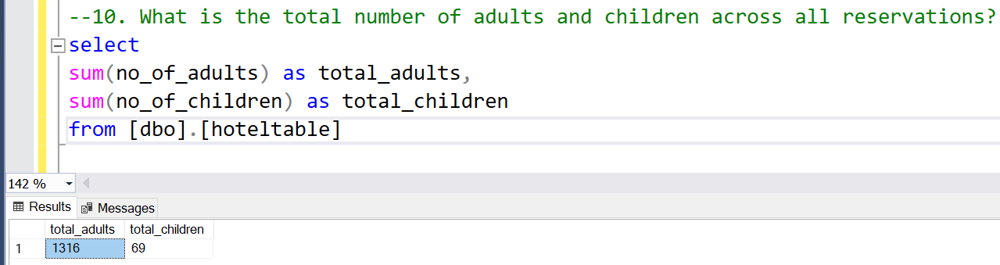 --10. What is the total number of adults and children across all reservations?
select
sum(no_of_adults) as total_adults,
sum(no_of_children) as total_children
from [dbo].[hoteltable]
142 %
Results Messages
total_adults total_children
1 1316 69